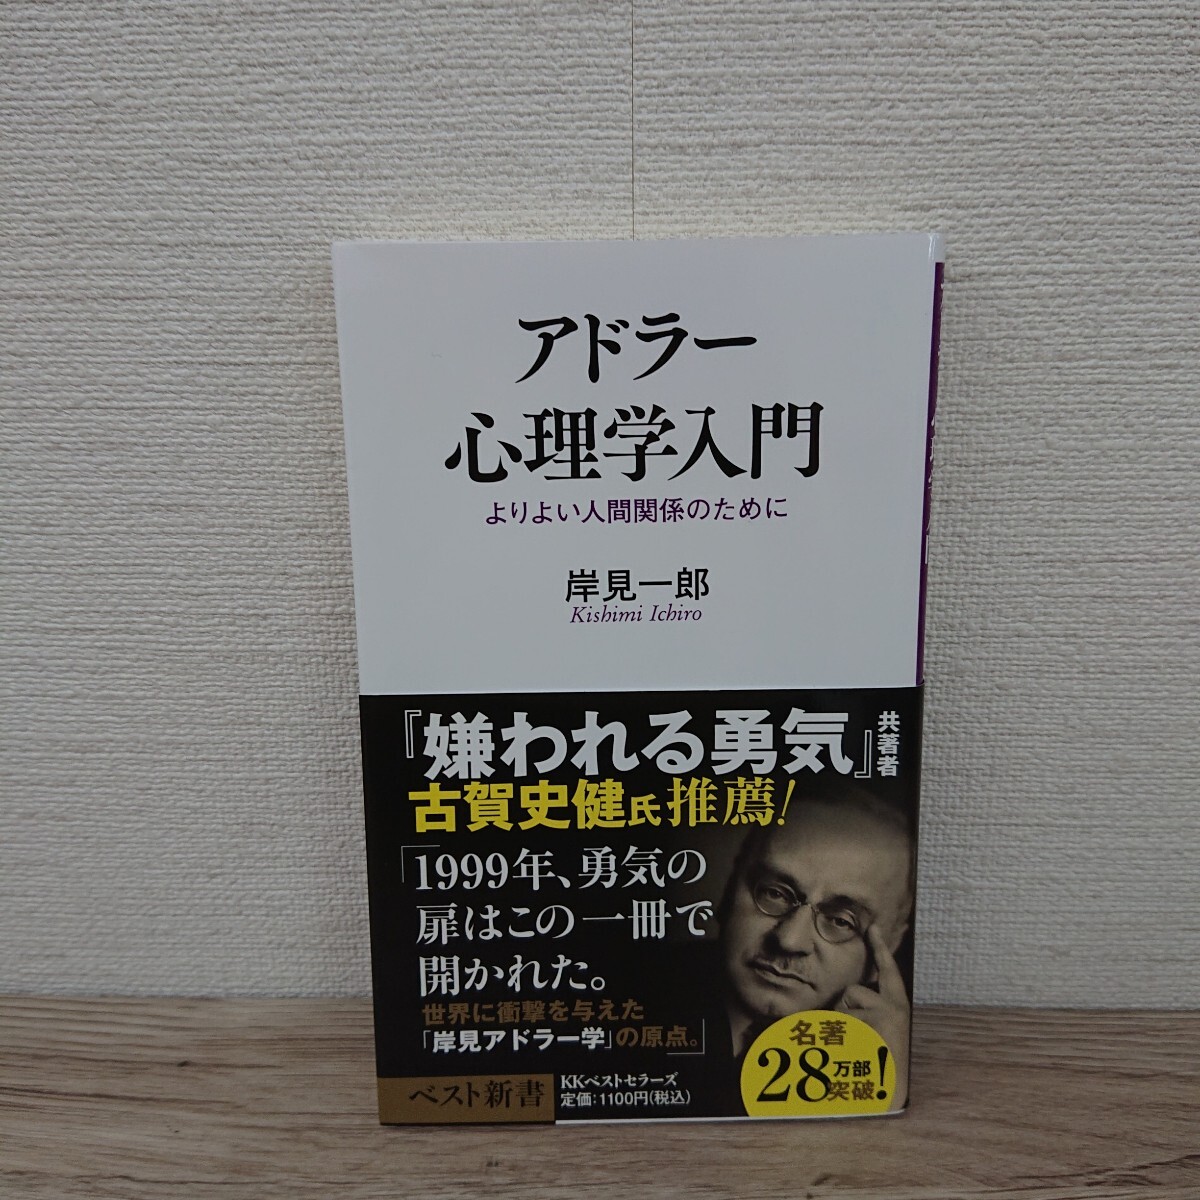 アドラー
心理学入門
よりよい人間関係のために
岸見一郎
Kishimi Ichiro
『嫌われる勇気』共著者
古賀史健氏推薦!
「1999年、勇気の
扉はこの一冊で
開かれた。
世界に衝撃を与えた
「岸見アドラー学」の原点。」
名著
28万部突破!
ベスト新書
KKベストセラーズ
定価:1100円(税込)